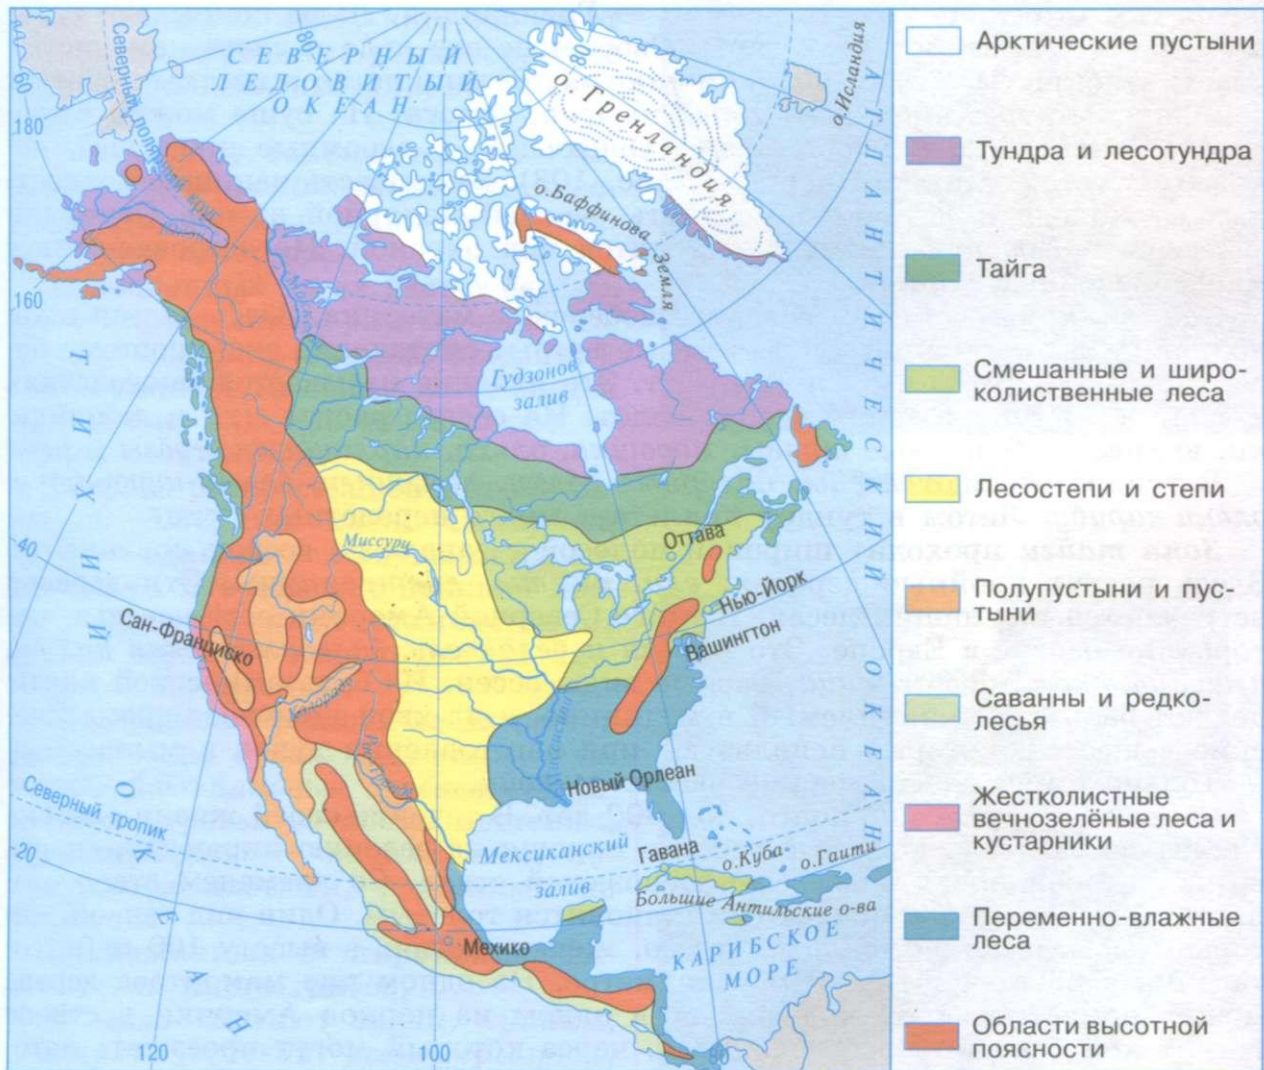 СЕВЕРНЫЙ
ЛЕДОВИТЫЙ
ОКЕАН
Северный полярный круг
80
80
60
180
160
40
20
120
100
80
о. Гренландия
о. Исландия
о. Баффинова Земля
АТЛАНТИЧЕСКИЙ ОКЕАН
ТИХИЙ
ОКЕАН
Гудзонов
залив
Миссури
Оттава
Нью-Йорк
Вашингтон
Сан-Франциско
Колорадо
Новый Орлеан
Северный тропик
Мексиканский
залив
Гавана
о.Куба
о.Гаити
Большие Антильские о-ва
Мехико
КАРИБСКОЕ
МОРЕ
Арктические пустыни
Тундра и лесотундра
Тайга
Смешанные и широ-
колиственные леса
Лесостепи и степи
Полупустыни и пус-
тыни
Саванны и редко-
лесья
Жестколистные
вечнозелёные леса и
кустарники
Переменно-влажные
леса
Области высотной
поясности